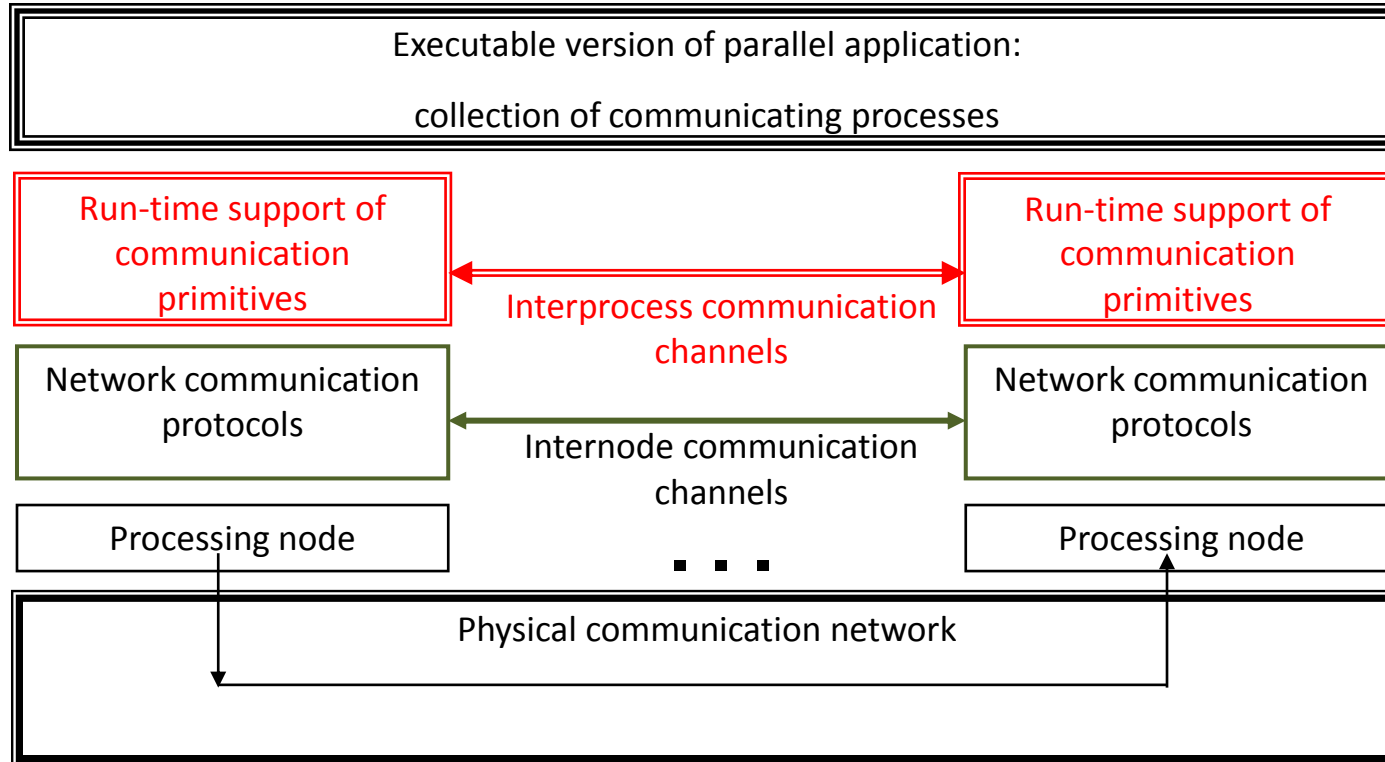 Executable version of parallel application:
collection of communicating processes
Run-time support of
communication
primitives
Run-time support of
communication
primitives
Interprocess communication
channels
Network communication
protocols
Network communication
protocols
Internode communication
channels
Processing node
Processing node
. . .
Physical communication network